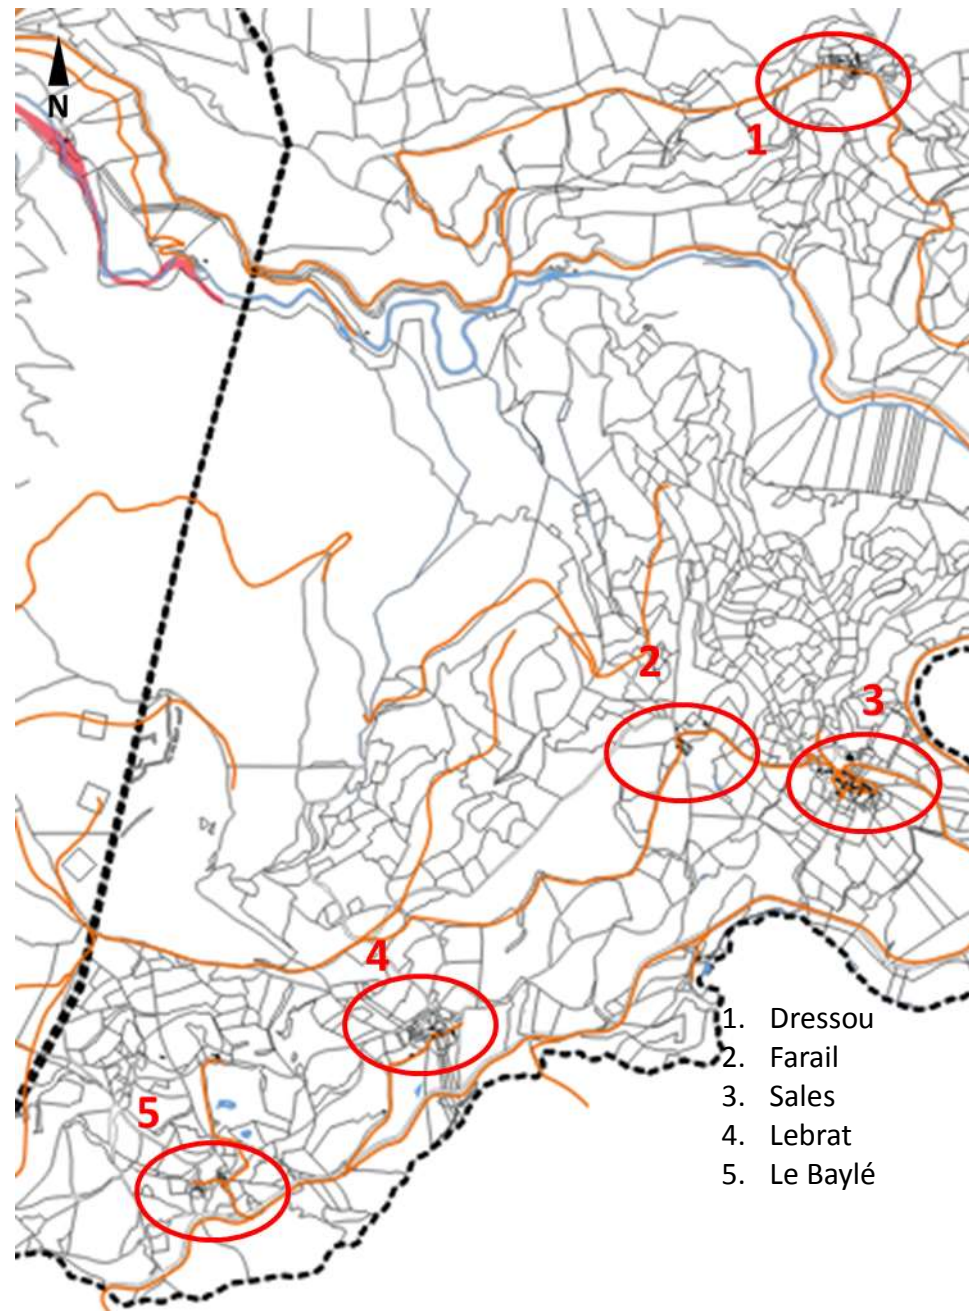 N
1
2
3
4
5
1. Dressou
2. Farail
3. Sales
4. Lebrat
5. Le Baylé